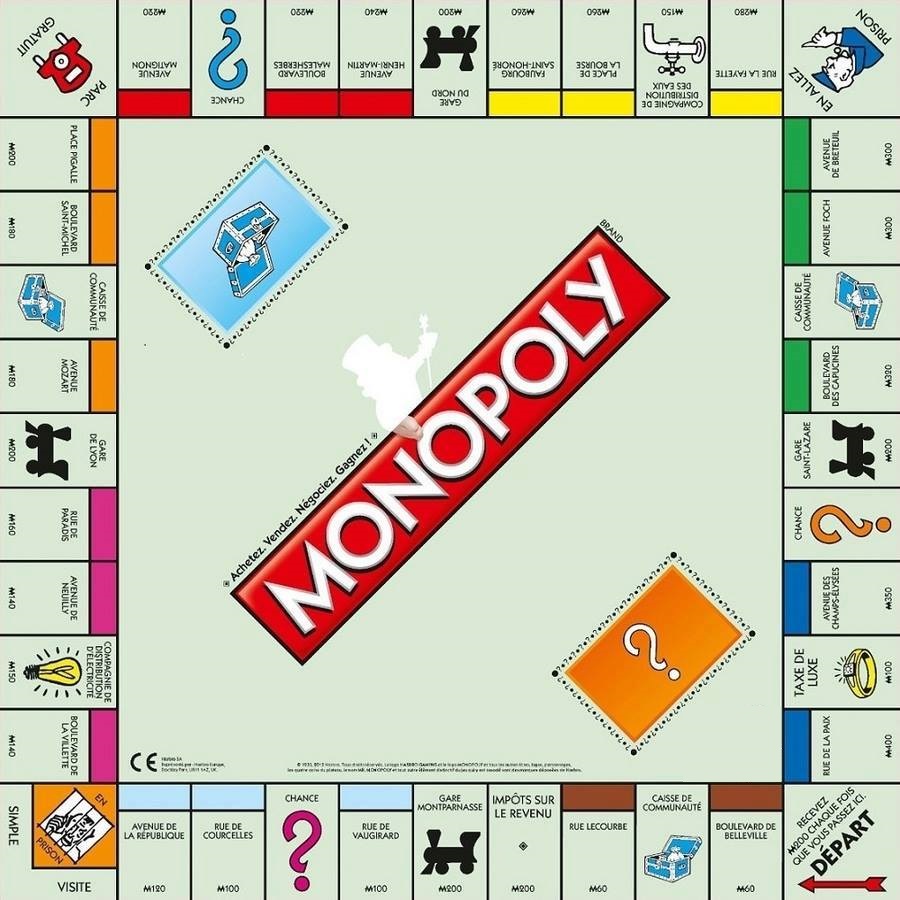 PARC
GRATUIT
₩220
AVENUE
MATIGNON
CHANCE
₩220
BOULEVARD
MALESHERBES
₩240
AVENUE
HENRI-MARTIN
₩200
GARE
DU NORD
₩260
FAUBOURG
SAINT-HONORÉ
₩260
PLACE DE
LA BOURSE
₩150
COMPAGNIE DE
DISTRIBUTION
DES EAUX
₩280
RUE LA FAYETTE
EN ALLEZ
PRISON
₩200
PLACE PIGALLE
₩180
BOULEVARD
SAINT-MICHEL
CAISSE DE
COMMUNAUTÉ
₩180
AVENUE
MOZART
₩200
GARE
DE LYON
₩160
RUE DE
PARADIS
₩140
AVENUE DE
NEUILLY
₩150
COMPAGNIE DE
DISTRIBUTION
D'ÉLECTRICITÉ
₩140
BOULEVARD DE
LA VILLETTE
AVENUE
DE BRETEUIL
₩300
AVENUE FOCH
₩300
CAISSE DE
COMMUNAUTÉ
BOULEVARD
DES CAPUCINES
₩320
GARE
SAINT-LAZARE
₩200
CHANCE
?
AVENUE DES
CHAMPS-ÉLYSÉES
₩350
TAXE DE
LUXE
₩100
RUE DE LA PAIX
₩400
BRAND
MONOPOLY
Achetez. Vendez. Négociez. Gagnez !
?
CE
SIMPLE
VISITE
EN
PRISON
AVENUE DE
LA RÉPUBLIQUE
₩120
RUE DE
COURCELLES
₩100
CHANCE
?
RUE DE
VAUGIRARD
₩100
GARE
MONTPARNASSE
₩200
IMPÔTS SUR
LE REVENU
₩200
RUE LECOURBE
₩60
CAISSE DE
COMMUNAUTÉ
BOULEVARD DE
BELLEVILLE
₩60
RECEVEZ
₩200 CHAQUE FOIS
QUE VOUS PASSEZ ICI.
DÉPART